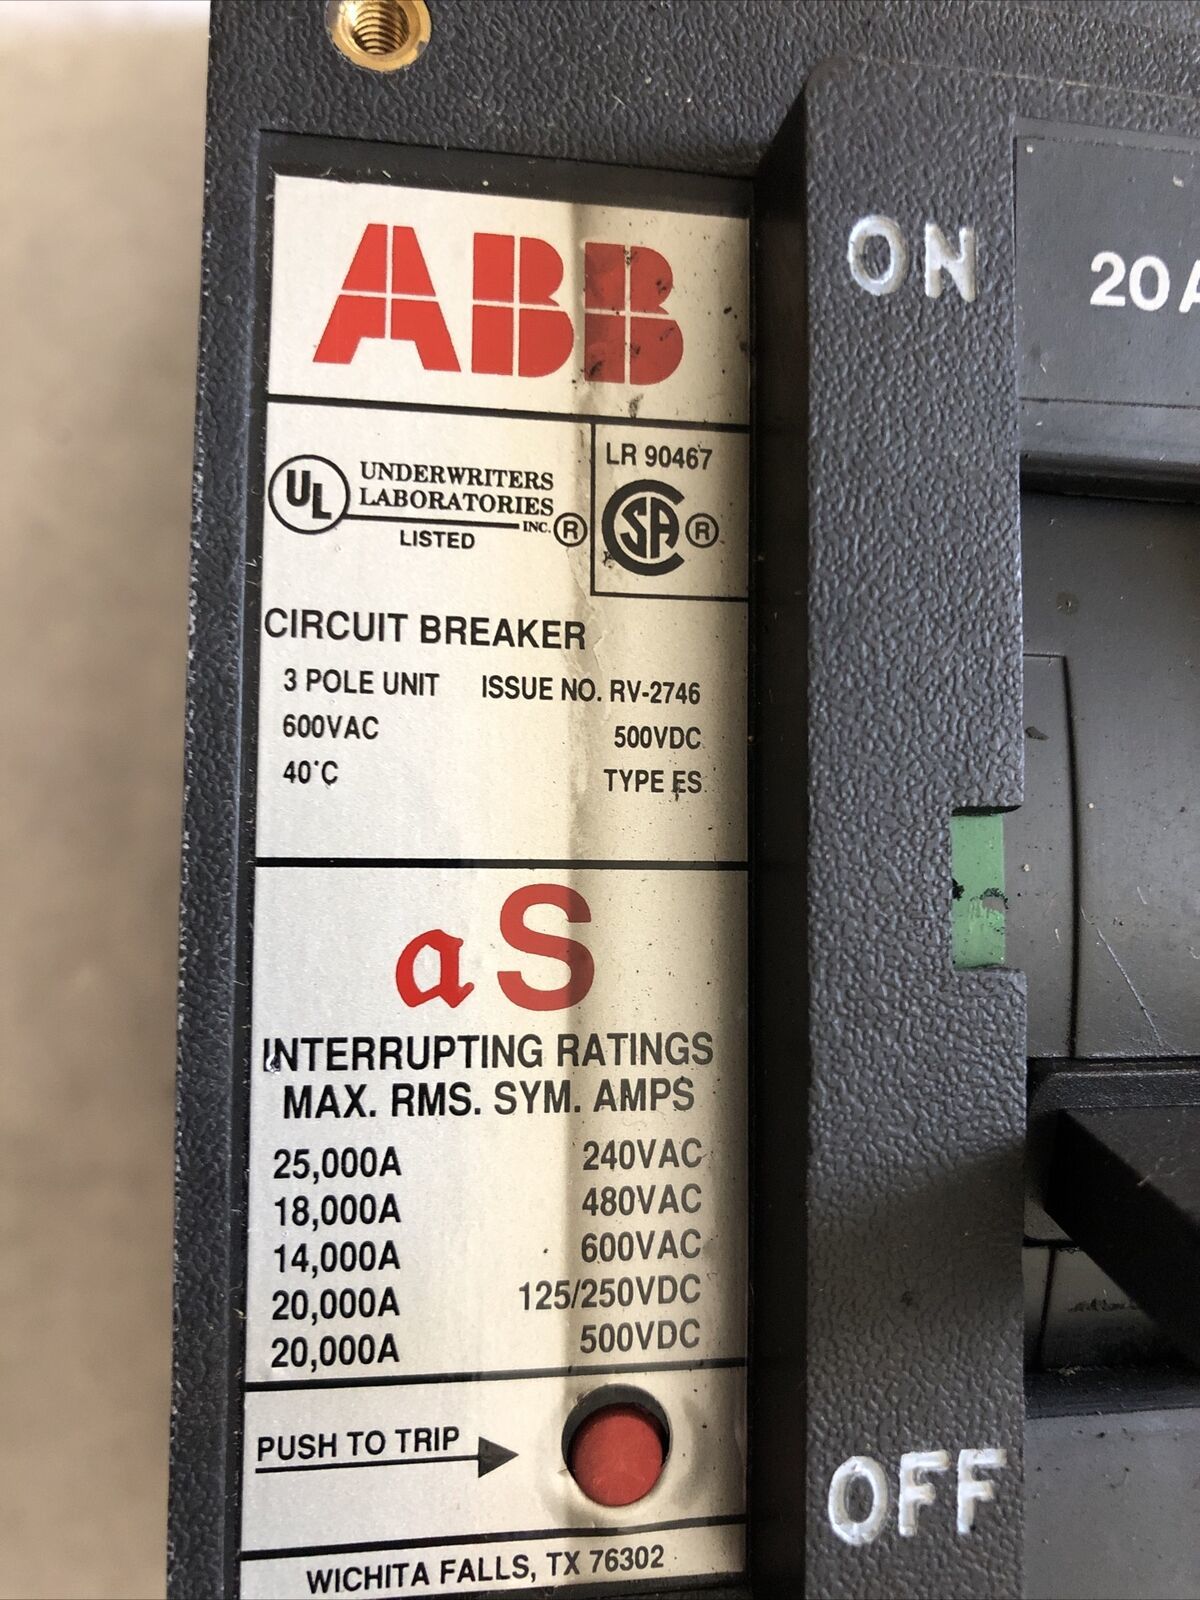 ABB
UL UNDERWRITERS LABORATORIES INC. ®
LISTED
LR 90467
CSA ®
CIRCUIT BREAKER
3 POLE UNIT ISSUE NO. RV-2746
600VAC 500VDC
40°C TYPE ES
aS
INTERRUPTING RATINGS
MAX. RMS. SYM. AMPS
25,000A 240VAC
18,000A 480VAC
14,000A 600VAC
20,000A 125/250VDC
20,000A 500VDC
PUSH TO TRIP
WICHITA FALLS, TX 76302
ON
20A
OFF